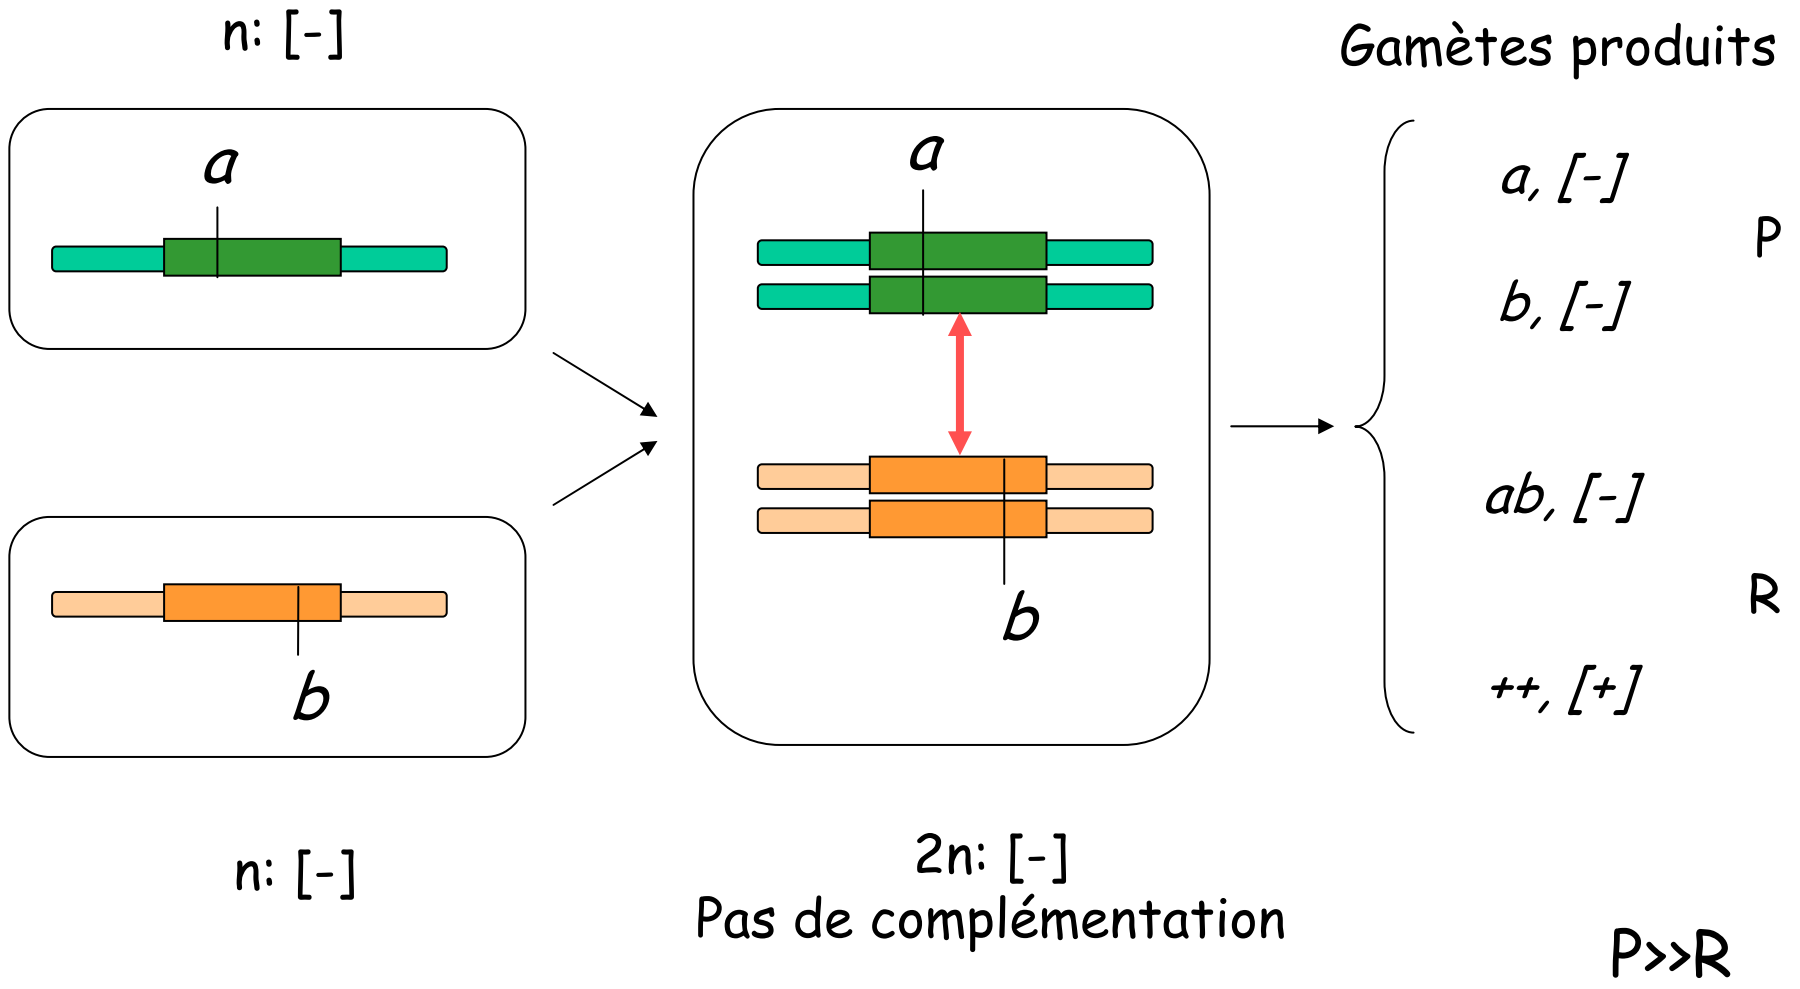 n: [-]
a
b
n: [-]
a
b
2n: [-]
Pas de complémentation
Gamètes produits
a, [-]
P
b, [-]
ab, [-]
R
++, [+]
P>>R